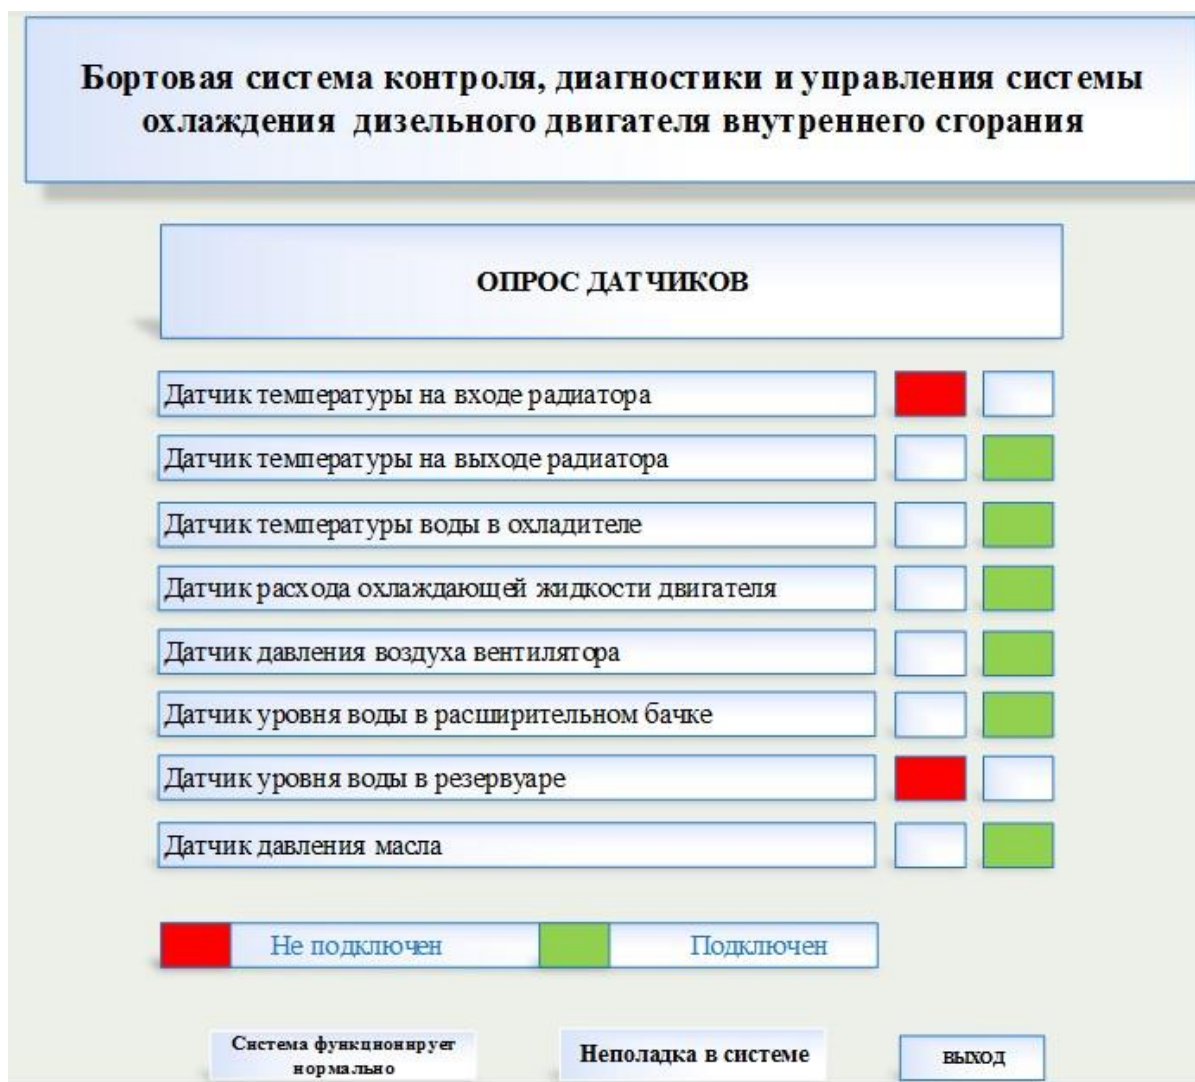 Бортовая система контроля, диагностики и управления системы
охлаждения дизельного двигателя внутреннего сгорания
ОПРОС ДАТЧИКОВ
Датчик температуры на входе радиатора
Датчик температуры на выходе радиатора
Датчик температуры воды в охладителе
Датчик расхода охлаждающей жидкости двигателя
Датчик давления воздуха вентилятора
Датчик уровня воды в расширительном бачке
Датчик уровня воды в резервуаре
Датчик давления масла
Не подключен Подключен
Система функционирует
нормально
Неполадка в системе
ВЫХОД